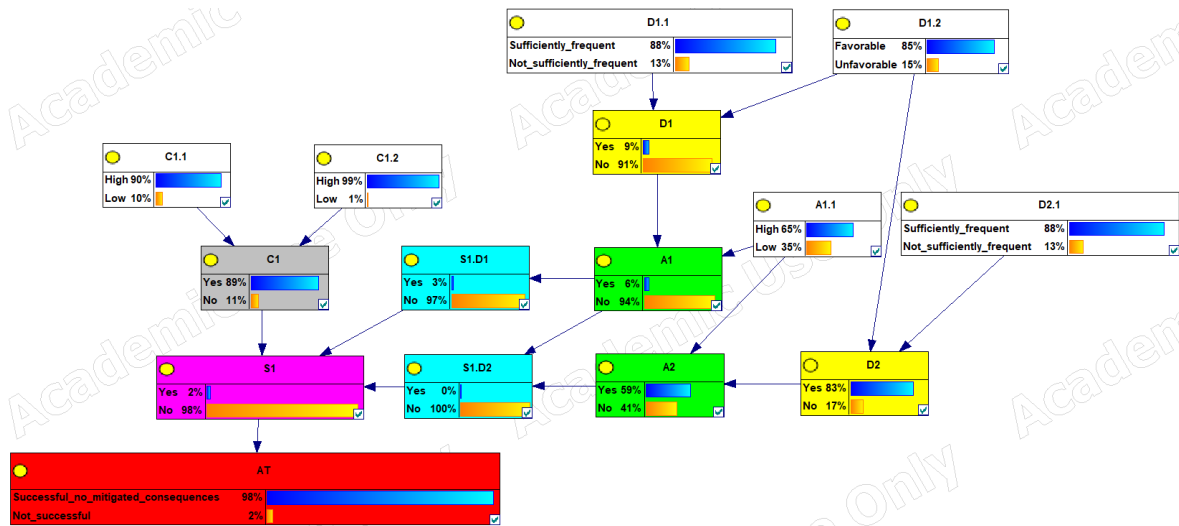 D1.1
Sufficiently_frequent 88%
Not_sufficiently_frequent 13%
D1.2
Favorable 85%
Unfavorable 15%
D1
Yes 9%
No 91%
C1.1
High 90%
Low 10%
C1.2
High 99%
Low 1%
A1.1
High 65%
Low 35%
D2.1
Sufficiently_frequent 88%
Not_sufficiently_frequent 13%
C1
Yes 89%
No 11%
S1.D1
Yes 3%
No 97%
A1
Yes 6%
No 94%
S1
Yes 2%
No 98%
S1.D2
Yes 0%
No 100%
A2
Yes 59%
No 41%
D2
Yes 83%
No 17%
AT
Successful_no_mitigated_consequences 98%
Not_successful 2%
Academic
Academic
Academic
Academic Use Only
Academic Use Only
Academic
Use Only